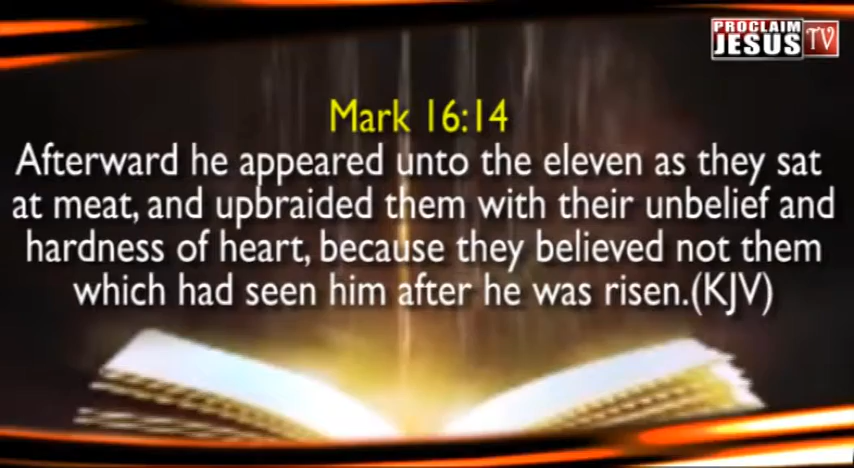 PROCLAIM
JESUS TV
Mark 16:14
Afterward he appeared unto the eleven as they sat
at meat, and upbraided them with their unbelief and
hardness of heart, because they believed not them
which had seen him after he was risen.(KJV)